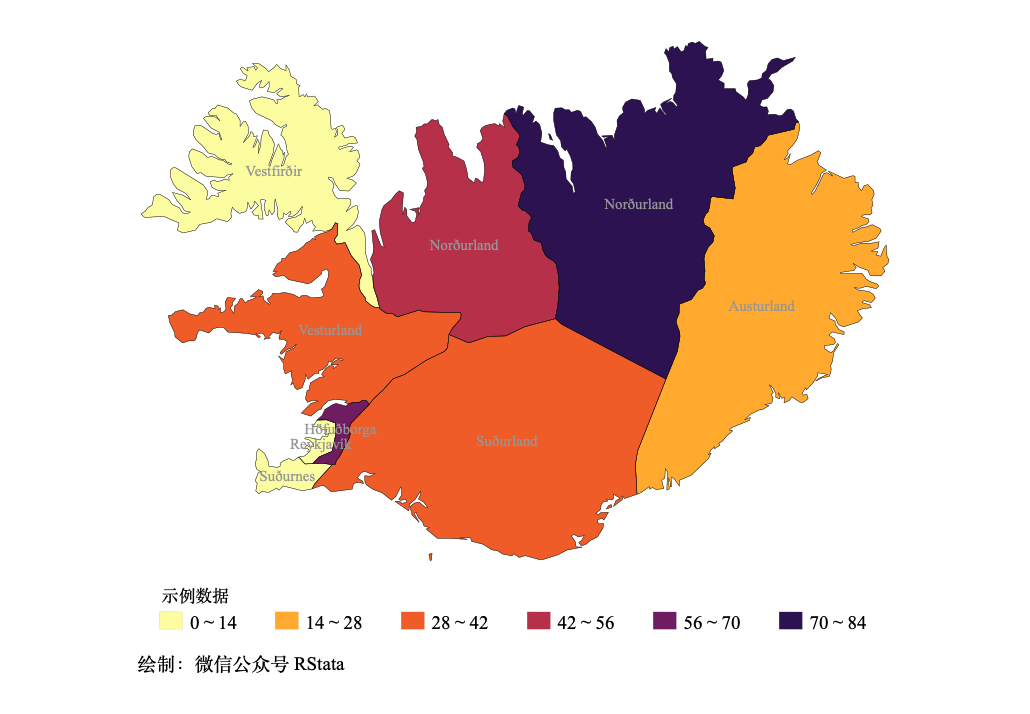 Vestfirðir
Norðurland
Norðurland
Austurland
Vesturland
Höfuðborga
Reykjavík
Suðurland
Suðurnes
示例数据
0 ~ 14
14 ~ 28
28 ~ 42
42 ~ 56
56 ~ 70
70 ~ 84
绘制：微信公众号 RStata